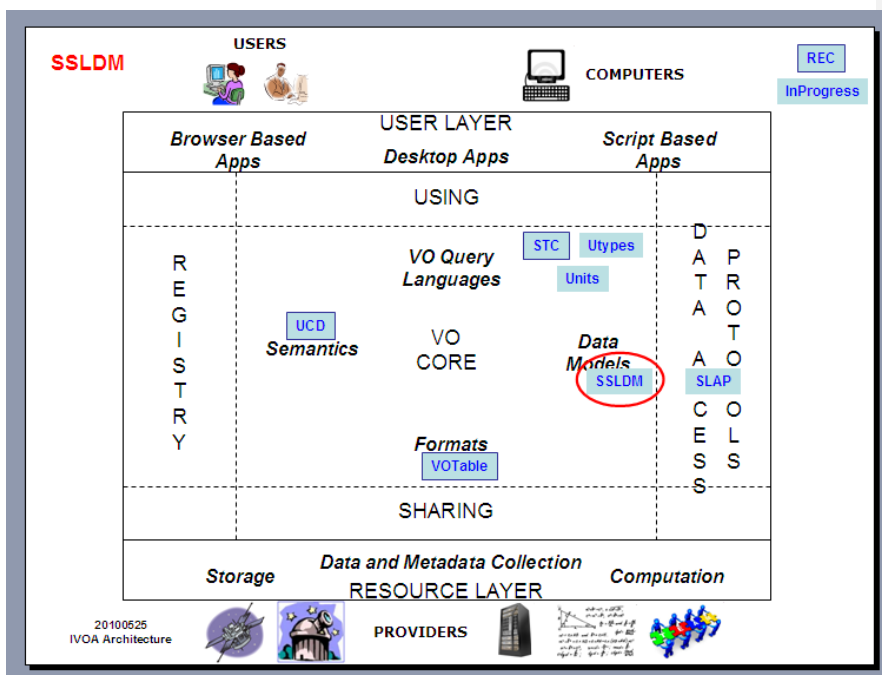 SSLDM
USERS
COMPUTERS
REC
InProgress
USER LAYER
Browser Based
Apps
Desktop Apps
Script Based
Apps
USING
REGISTRY
VO Query
Languages
STC
Utypes
Units
UCD
Semantics
VO
CORE
Data
Models
SSLDM
SLAP
DATA ACCESS
PROTOCOLS
Formats
VOTable
SHARING
Storage
Data and Metadata Collection
Computation
RESOURCE LAYER
20100525
IVOA Architecture
PROVIDERS